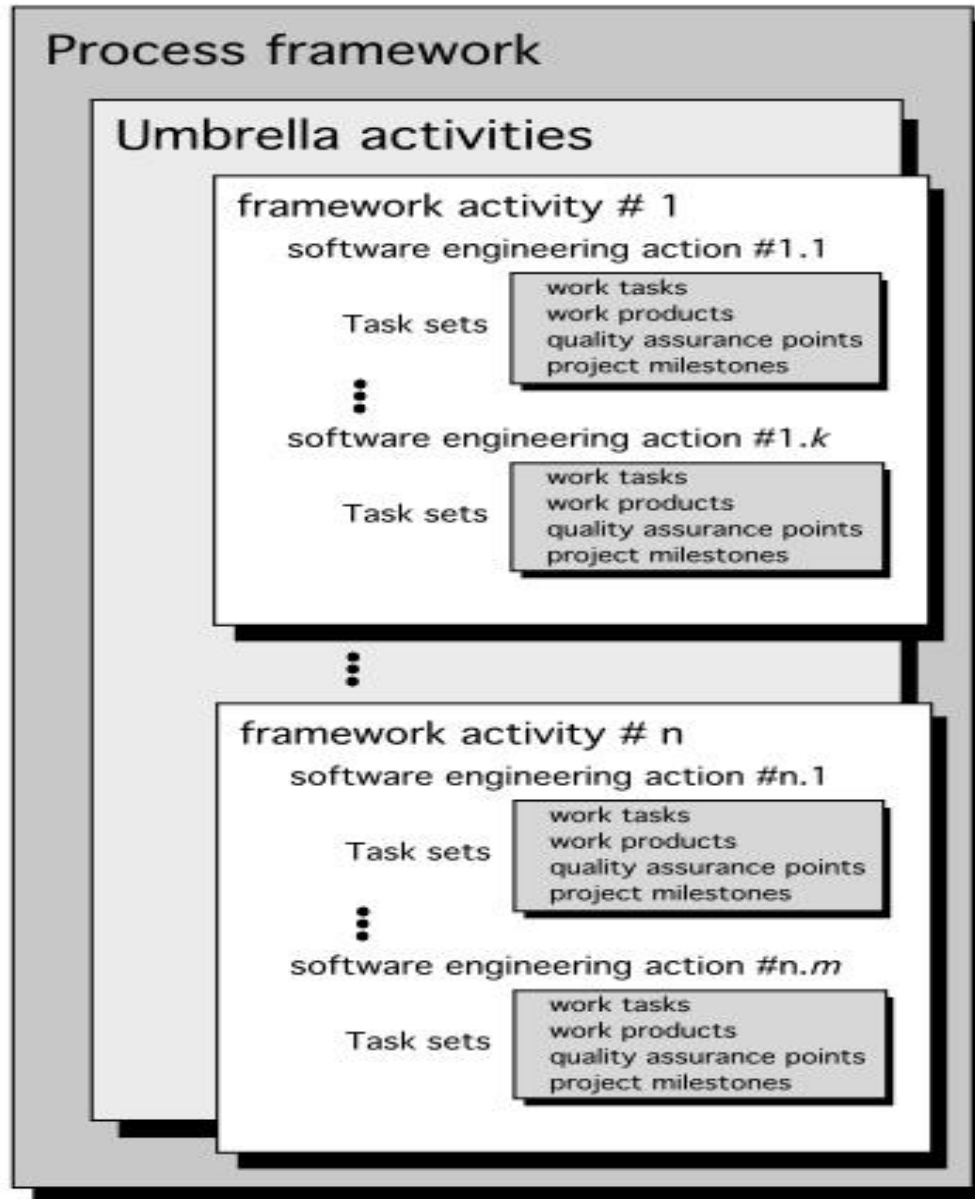 Process framework
Umbrella activities
framework activity # 1
software engineering action #1.1
Task sets
work tasks
work products
quality assurance points
project milestones
software engineering action #1.k
Task sets
work tasks
work products
quality assurance points
project milestones
framework activity # n
software engineering action #n.1
Task sets
work tasks
work products
quality assurance points
project milestones
software engineering action #n.m
Task sets
work tasks
work products
quality assurance points
project milestones